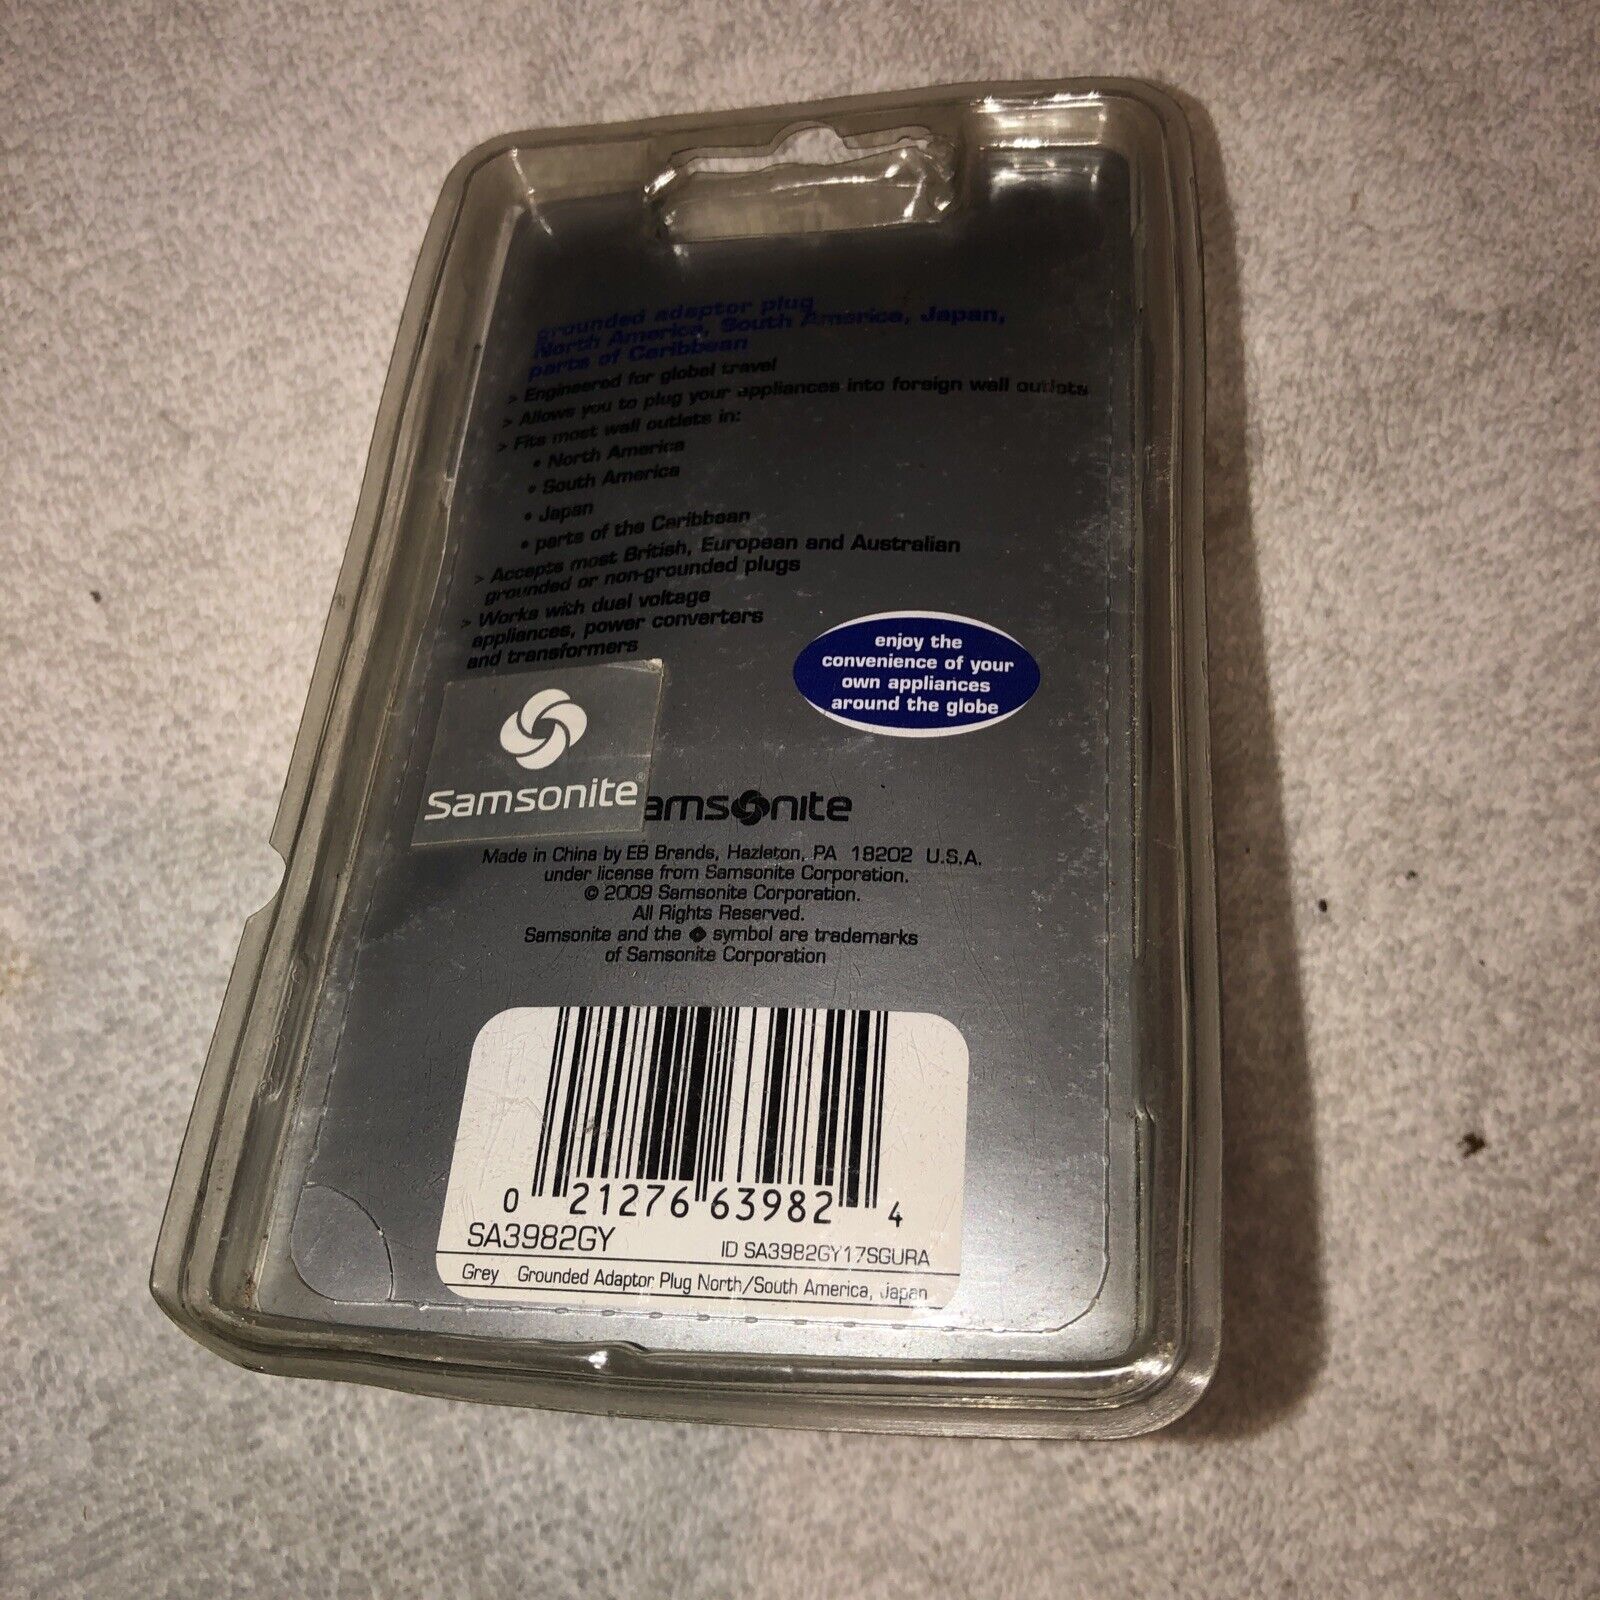 grounded adaptor plug
North America, South America, Japan,
parts of Caribbean
> Engineered for global travel
> Allows you to plug your appliances into foreign wall outlets
> Fits most wall outlets in:
• North America
• South America
• Japan
• parts of the Caribbean
> Accepts most British, European and Australian
grounded or non-grounded plugs
> Works with dual voltage
appliances, power converters
and transformers
enjoy the
convenience of your
own appliances
around the globe
Samsonite®
amsonite
Made in China by EB Brands, Hazleton, PA 18202 U.S.A.
under license from Samsonite Corporation.
© 2009 Samsonite Corporation.
All Rights Reserved.
Samsonite and the symbol are trademarks
of Samsonite Corporation
0 21276 63982 4
SA3982GY ID SA3982GY17SGURA
Grey Grounded Adaptor Plug North/South America, Japan